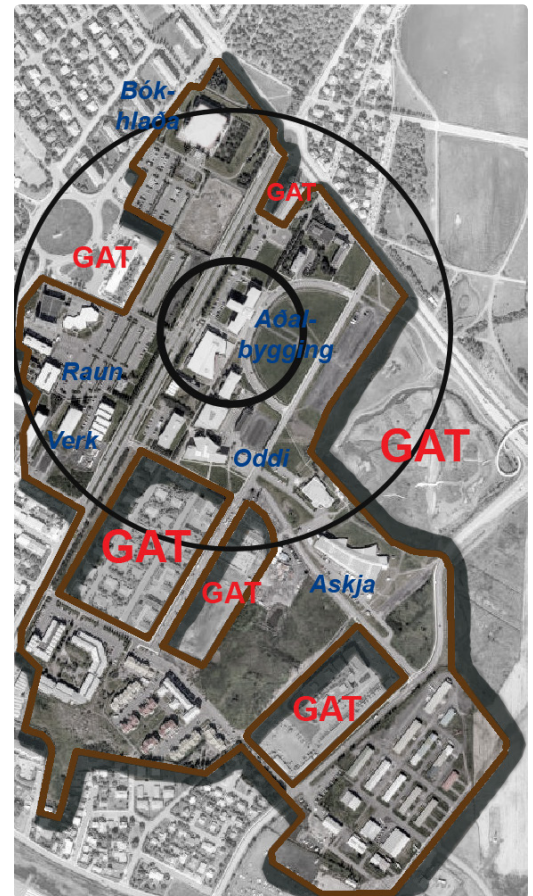 Bók-
hlaða
GAT
GAT
Aðal-
bygging
Raun
Verk
Oddi
GAT
GAT
GAT
Askja
GAT